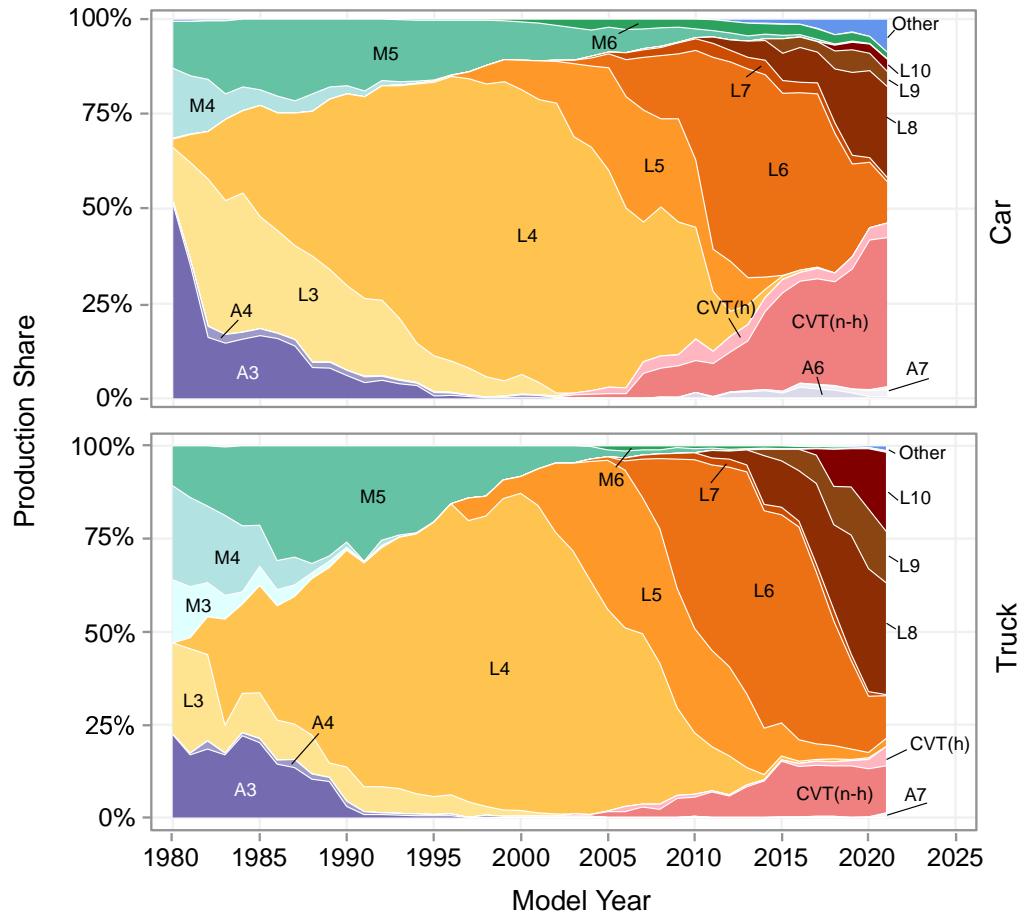 100%
75%
50%
25%
0%
Other
M5
M6
M4
L10
L9
L7
L8
L5
L6
L4
L3
A4
CVT(h)
CVT(n-h)
A3
A6
A7
Car
Production Share
100%
75%
50%
25%
0%
Other
M5
M6
L7
L10
M4
L9
M3
L5
L6
L8
L4
L3
A4
CVT(h)
A3
CVT(n-h)
A7
Truck
1980 1985 1990 1995 2000 2005 2010 2015 2020 2025
Model Year